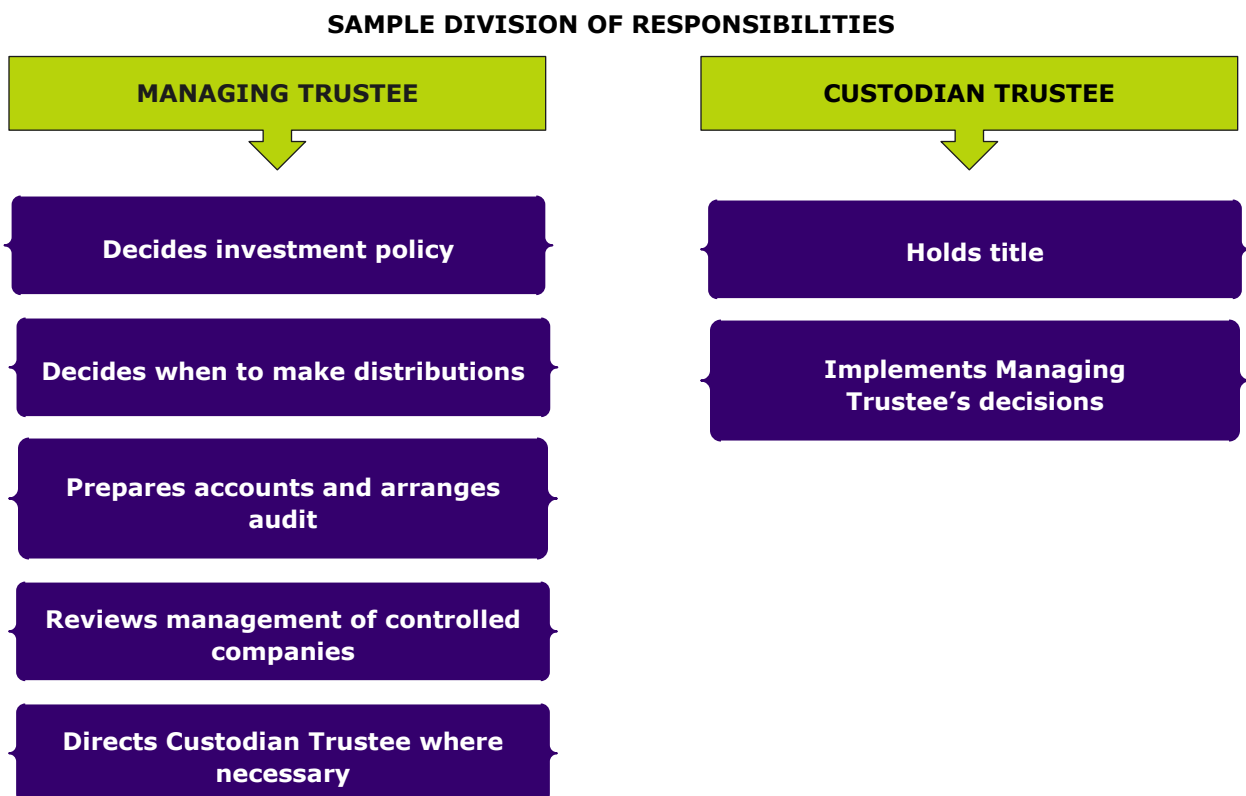 SAMPLE DIVISION OF RESPONSIBILITIES
MANAGING TRUSTEE
Decides investment policy
Decides when to make distributions
Prepares accounts and arranges
audit
Reviews management of controlled
companies
Directs Custodian Trustee where
necessary
CUSTODIAN TRUSTEE
Holds title
Implements Managing
Trustee’s decisions